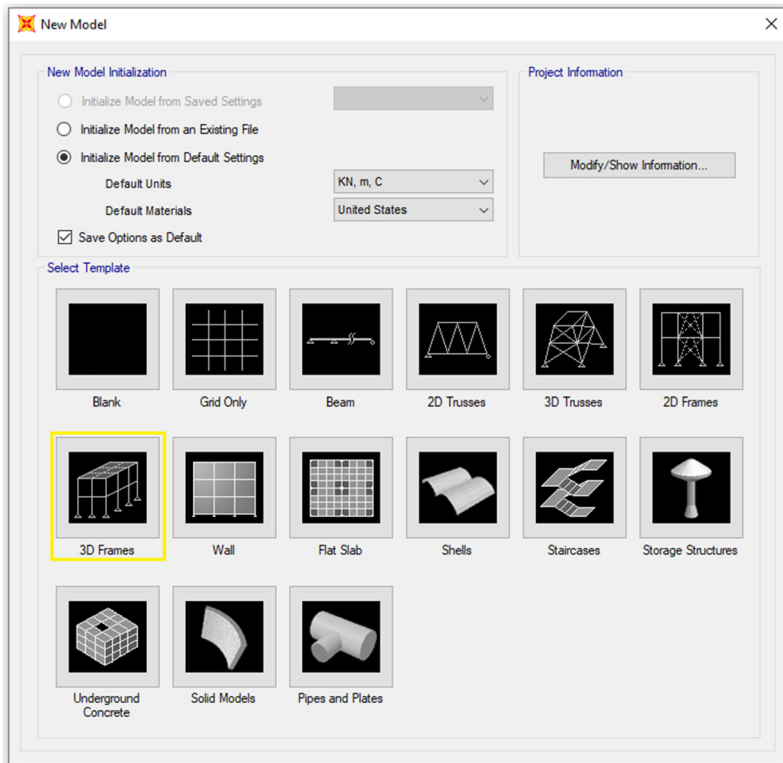 New Model
New Model Initialization
Project Information
Initialize Model from Saved Settings
Initialize Model from an Existing File
Initialize Model from Default Settings
Modify/Show Information...
Default Units
KN, m, C
Default Materials
United States
Save Options as Default
Select Template
Blank
Grid Only
Beam
2D Trusses
3D Trusses
2D Frames
3D Frames
Wall
Flat Slab
Shells
Staircases
Storage Structures
Underground
Concrete
Solid Models
Pipes and Plates